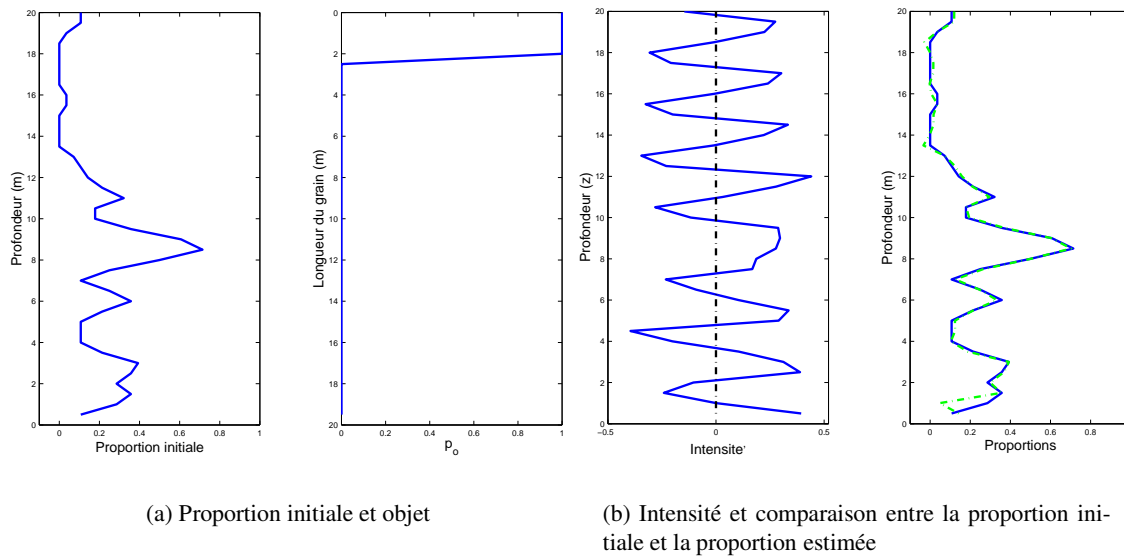 20
18
16
14
12
10
8
6
4
2
0
0 0.2 0.4 0.6 0.8 1
Profondeur (m)
Proportion initiale
0
2
4
6
8
10
12
14
16
18
20
0 0.2 0.4 0.6 0.8 1
Longueur du grain (m)
p_o
20
18
16
14
12
10
8
6
4
2
0
−0.5 0 0.5
Profondeur (z)
Intensite'
20
18
16
14
12
10
8
6
4
2
0
0 0.2 0.4 0.6 0.8 1
Profondeur (m)
Proportions
(a) Proportion initiale et objet
(b) Intensité et comparaison entre la proportion ini-
tiale et la proportion estimée